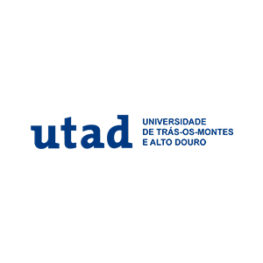 utad
UNIVERSIDADE
DE TRÁS-OS-MONTES
E ALTO DOURO